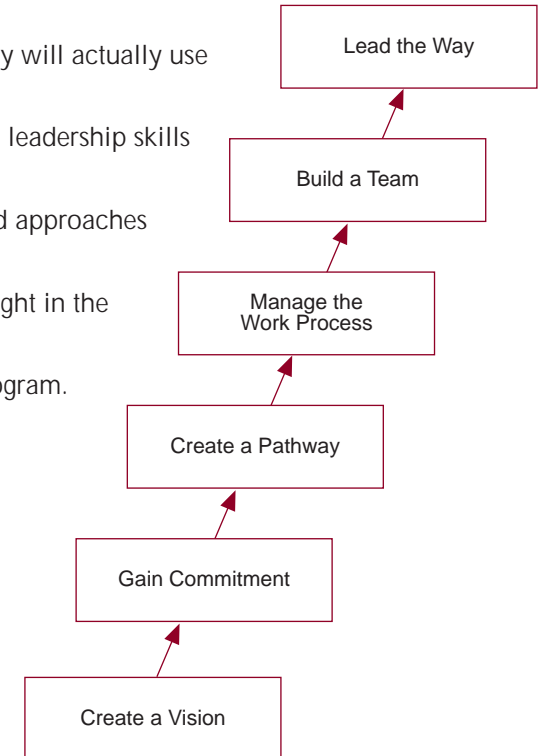 y will actually use
leadership skills
d approaches
ght in the
ogram.
Lead the Way
Build a Team
Manage the
Work Process
Create a Pathway
Gain Commitment
Create a Vision